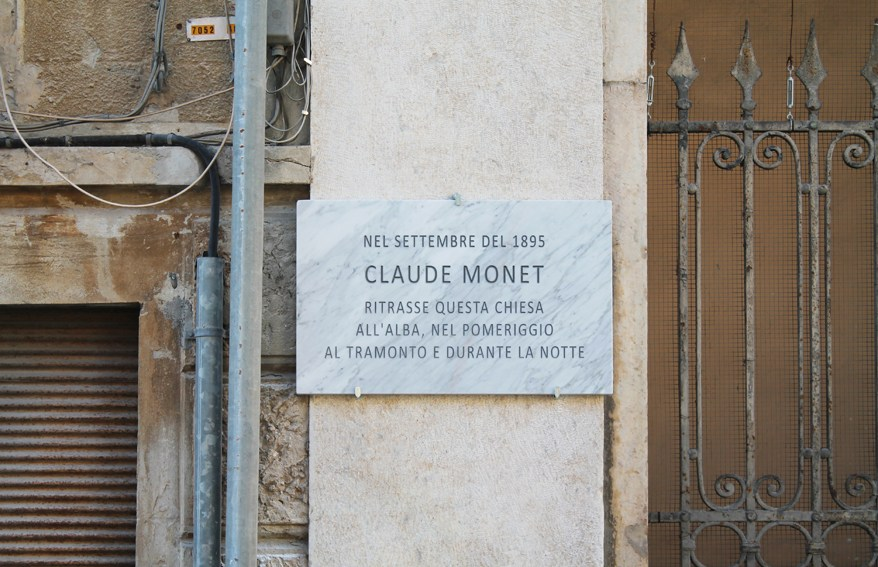 7052
NEL SETTEMBRE DEL 1895
CLAUDE MONET
RITRASSE QUESTA CHIESA
ALL'ALBA, NEL POMERIGGIO
AL TRAMONTO E DURANTE LA NOTTE